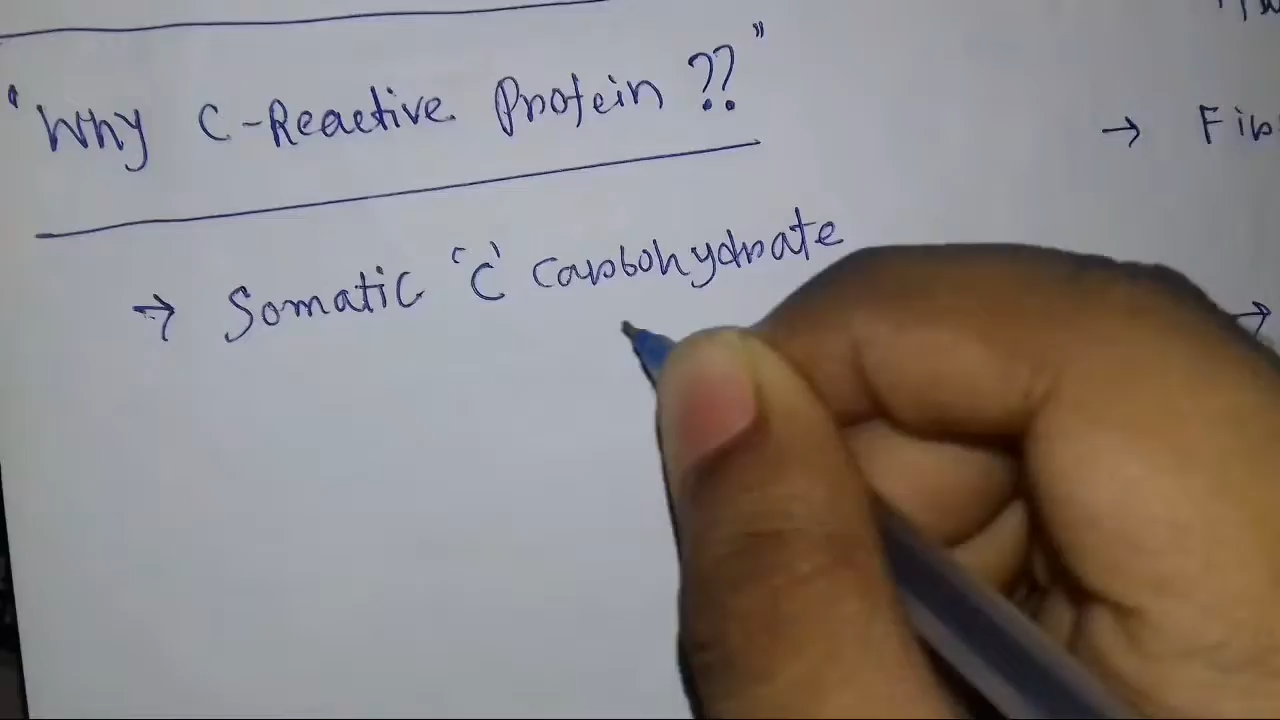 "Why C-Reactive Protein ??"
→ Somatic 'C' Carbohydrate
→ Fib
→